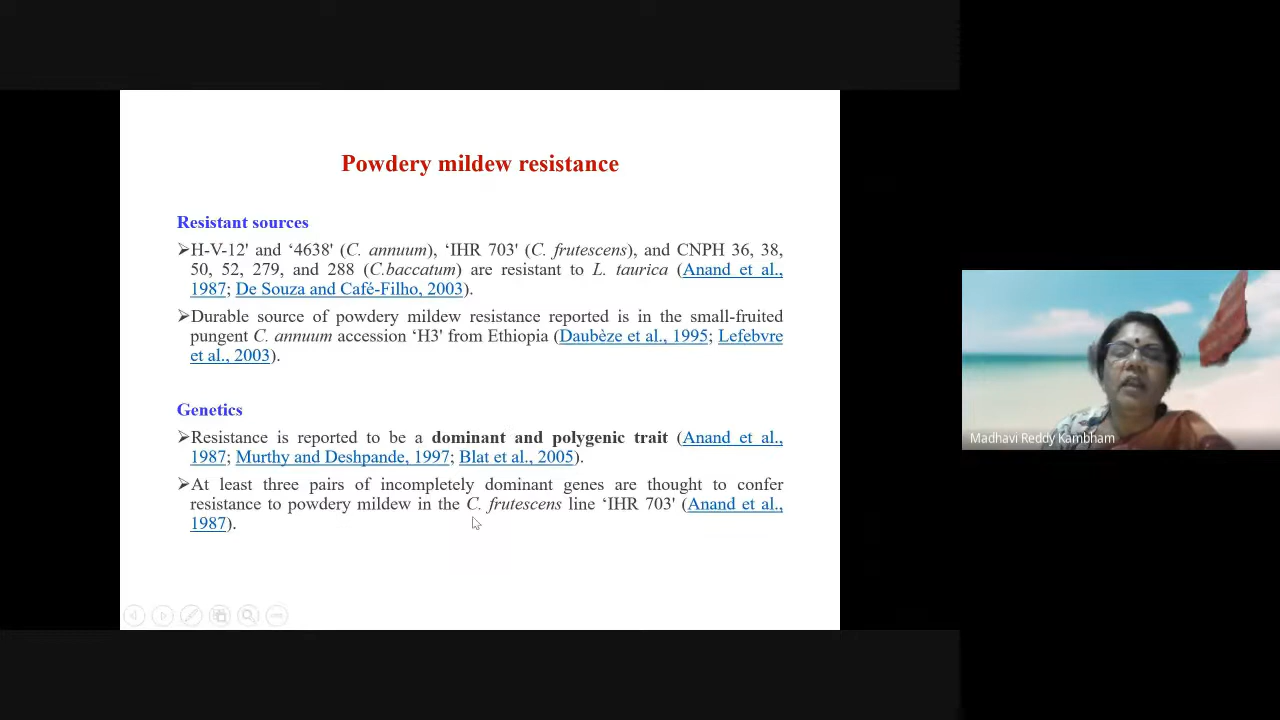 Powdery mildew resistance
Resistant sources
➢H-V-12' and ‘4638' (C. annuum), ‘IHR 703' (C. frutescens), and CNPH 36, 38,
50, 52, 279, and 288 (C.baccatum) are resistant to L. taurica (Anand et al.,
1987; De Souza and Café-Filho, 2003).
➢Durable source of powdery mildew resistance reported is in the small-fruited
pungent C. annuum accession ‘H3' from Ethiopia (Daubèze et al., 1995; Lefebvre
et al., 2003).
Genetics
➢Resistance is reported to be a dominant and polygenic trait (Anand et al.,
1987; Murthy and Deshpande, 1997; Blat et al., 2005).
➢At least three pairs of incompletely dominant genes are thought to confer
resistance to powdery mildew in the C. frutescens line ‘IHR 703' (Anand et al.,
1987).
Madhavi Reddy Kambham